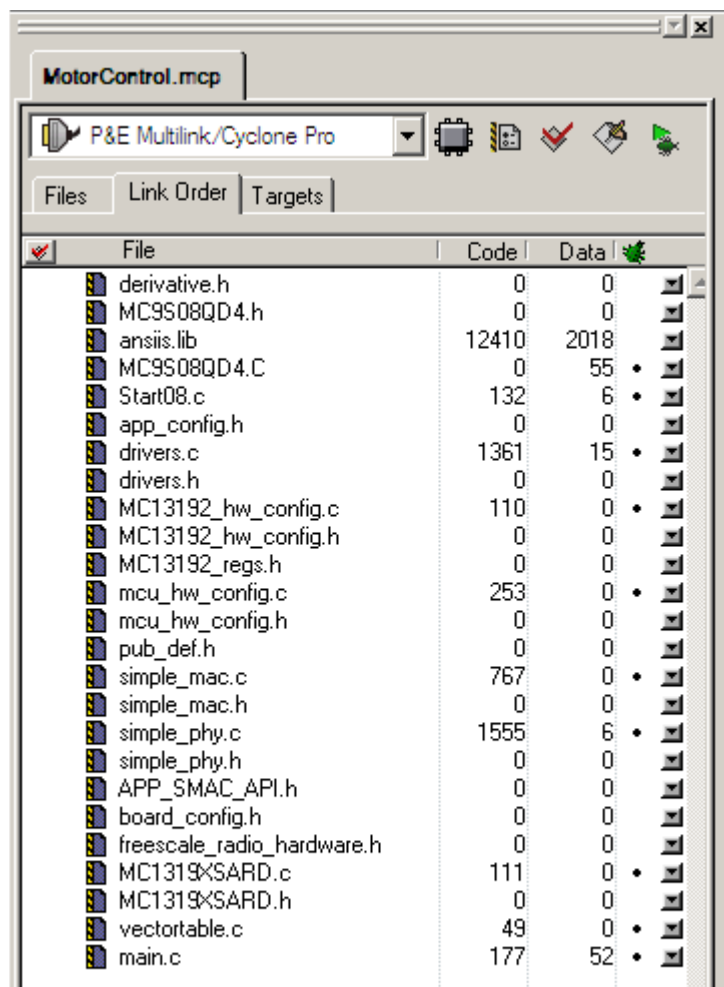 MotorControl.mcp
P&E Multilink/Cyclone Pro
Files Link Order Targets
File Code Data
derivative.h 0 0
MC9S08QD4.h 0 0
ansiis.lib 12410 2018
MC9S08QD4.C 0 55
Start08.c 132 6
app_config.h 0 0
drivers.c 1361 15
drivers.h 0 0
MC13192_hw_config.c 110 0
MC13192_hw_config.h 0 0
MC13192_regs.h 0 0
mcu_hw_config.c 253 0
mcu_hw_config.h 0 0
pub_def.h 0 0
simple_mac.c 767 0
simple_mac.h 0 0
simple_phy.c 1555 6
simple_phy.h 0 0
APP_SMAC_API.h 0 0
board_config.h 0 0
freescale_radio_hardware.h 0 0
MC1319XSARD.c 111 0
MC1319XSARD.h 0 0
vectortable.c 49 0
main.c 177 52